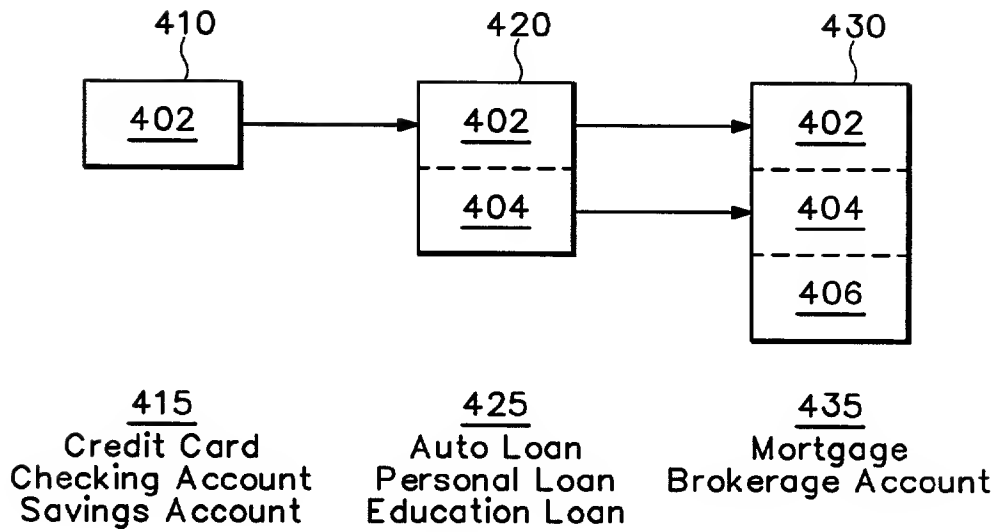 410 420 430
402 402 402
404 404
406
415 425 435
Credit Card Auto Loan Mortgage
Checking Account Personal Loan Brokerage Account
Savings Account Education Loan